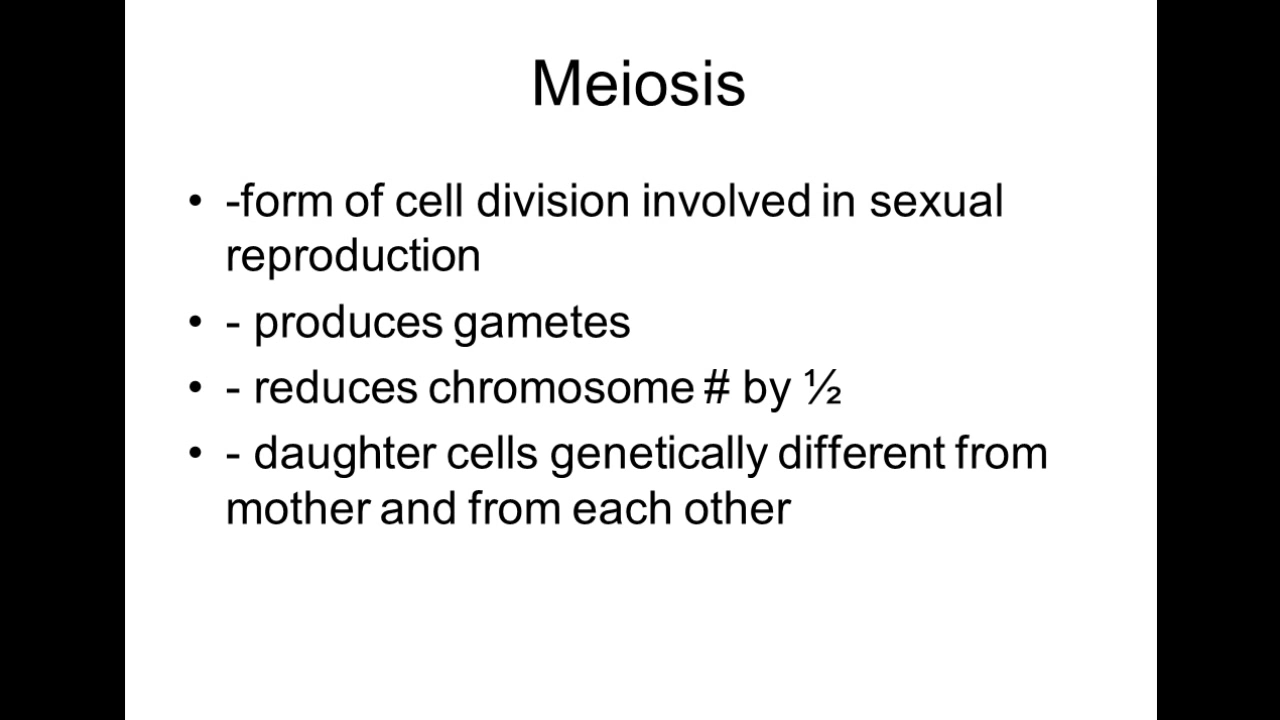 Meiosis
• -form of cell division involved in sexual
reproduction
• - produces gametes
• - reduces chromosome # by ½
• - daughter cells genetically different from
mother and from each other